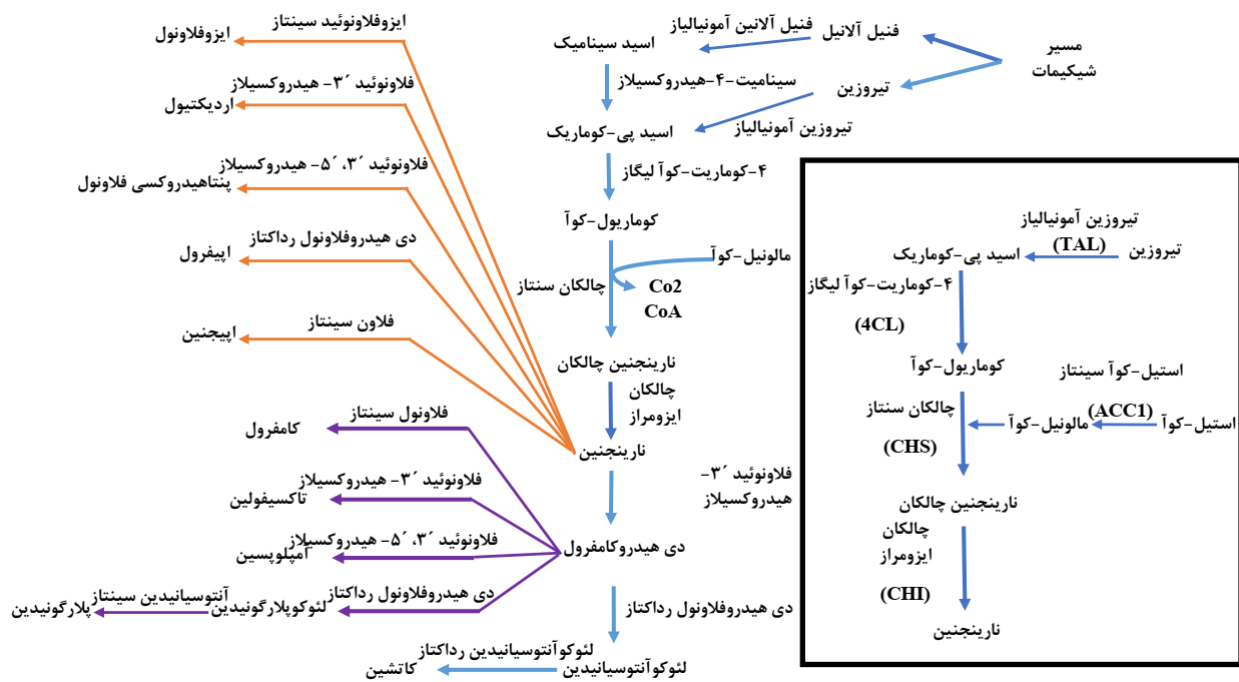 مسیر
شیکیمات
فنیل آلانیل
فنیل آلانین آمونیالیاز
اسید سینامیک
تیروزین
سینامیت-۴-هیدروکسیلاز
تیروزین آمونیالیاز
اسید پی-کوماریک
۴-کوماریت-کوآ لیگاز
کوماریول-کوآ
مالونیل-کوآ
چالکان سنتاز
Co2
CoA
نارینجنین چالکان
چالکان
ایزومراز
نارینجنین
فلاونوئید ´۳-
هیدروکسیلاز
دی هیدروکامفرول
دی هیدروفلاونول رداکتاز
لئوکوآنتوسیانیدین
لئوکوآنتوسیانیدین رداکتاز
کاتشین
ایزوفلاونوئید سینتاز
ایزوفلاونول
فلاونوئید ´۳- هیدروکسیلاز
اردیکتیول
فلاونوئید ´۳، ´۵- هیدروکسیلاز
پنتاهیدروکسی فلاونول
دی هیدروفلاونول رداکتاز
اپیفرول
فلاون سینتاز
اپیجنین
فلاونول سینتاز
کامفرول
فلاونوئید ´۳- هیدروکسیلاز
تاکسیفولین
فلاونوئید ´۳، ´۵- هیدروکسیلاز
آمپلوپسین
دی هیدروفلاونول رداکتاز
لئوکوپلارگونیدین
آنتوسیانیدین سینتاز
پلارگونیدین
تیروزین آمونیالیاز
(TAL)
تیروزین
اسید پی-کوماریک
۴-کوماریت-کوآ لیگاز
(4CL)
کوماریول-کوآ
استیل-کوآ سینتاز
(ACC1)
استیل-کوآ
مالونیل-کوآ
چالکان سنتاز
(CHS)
نارینجنین چالکان
چالکان
ایزومراز
(CHI)
نارینجنین